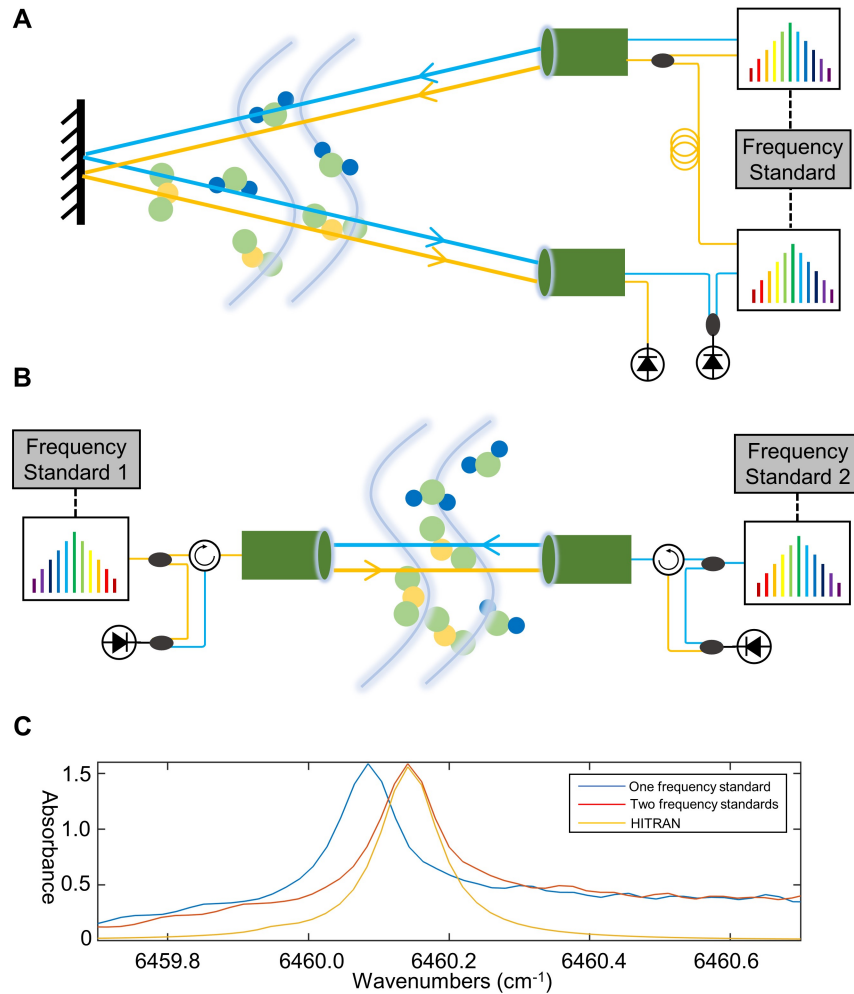 A
Frequency
Standard
B
Frequency
Standard 1
Frequency
Standard 2
C
Absorbance
1.5
1.0
0.5
0
One frequency standard
Two frequency standards
HITRAN
6459.8
6460.0
6460.2
6460.4
6460.6
Wavenumbers (cm⁻¹)